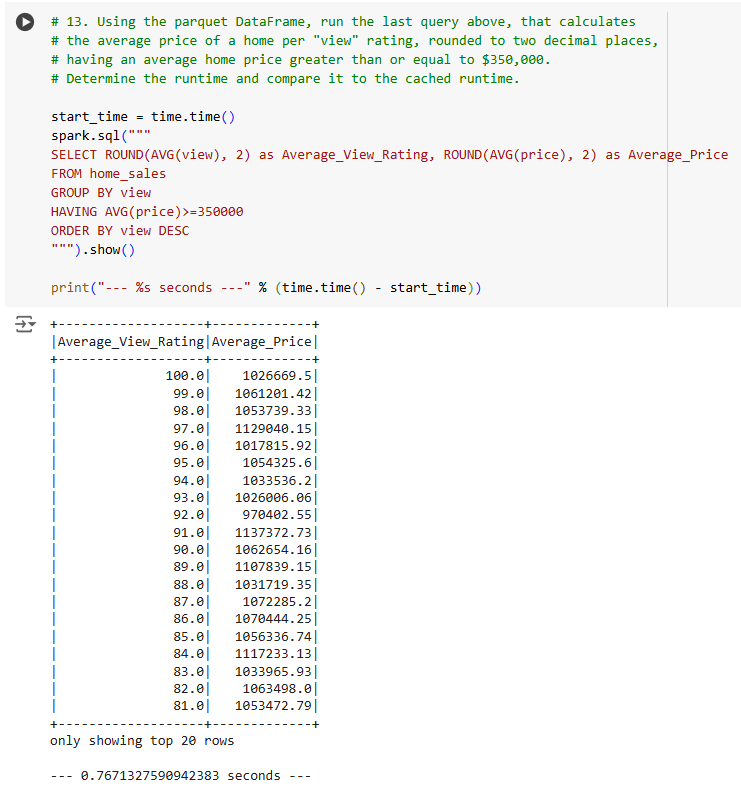 # 13. Using the parquet DataFrame, run the last query above, that calculates
# the average price of a home per "view" rating, rounded to two decimal places,
# having an average home price greater than or equal to $350,000.
# Determine the runtime and compare it to the cached runtime.
start_time = time.time()
spark.sql("""
SELECT ROUND(AVG(view), 2) as Average_View_Rating, ROUND(AVG(price), 2) as Average_Price
FROM home_sales
GROUP BY view
HAVING AVG(price)>=350000
ORDER BY view DESC
""").show()
print("--- %s seconds ---" % (time.time() - start_time))
+-------------------+-------------+
|Average_View_Rating|Average_Price|
+-------------------+-------------+
|              100.0|    1026669.5|
|               99.0|   1061201.42|
|               98.0|   1053739.33|
|               97.0|   1129040.15|
|               96.0|   1017815.92|
|               95.0|    1054325.6|
|               94.0|    1033536.2|
|               93.0|   1026006.06|
|               92.0|    970402.55|
|               91.0|   1137372.73|
|               90.0|   1062654.16|
|               89.0|   1107839.15|
|               88.0|   1031719.35|
|               87.0|    1072285.2|
|               86.0|   1070444.25|
|               85.0|   1056336.74|
|               84.0|   1117233.13|
|               83.0|   1033965.93|
|               82.0|    1063498.0|
|               81.0|   1053472.79|
+-------------------+-------------+
only showing top 20 rows
--- 0.7671327590942383 seconds ---